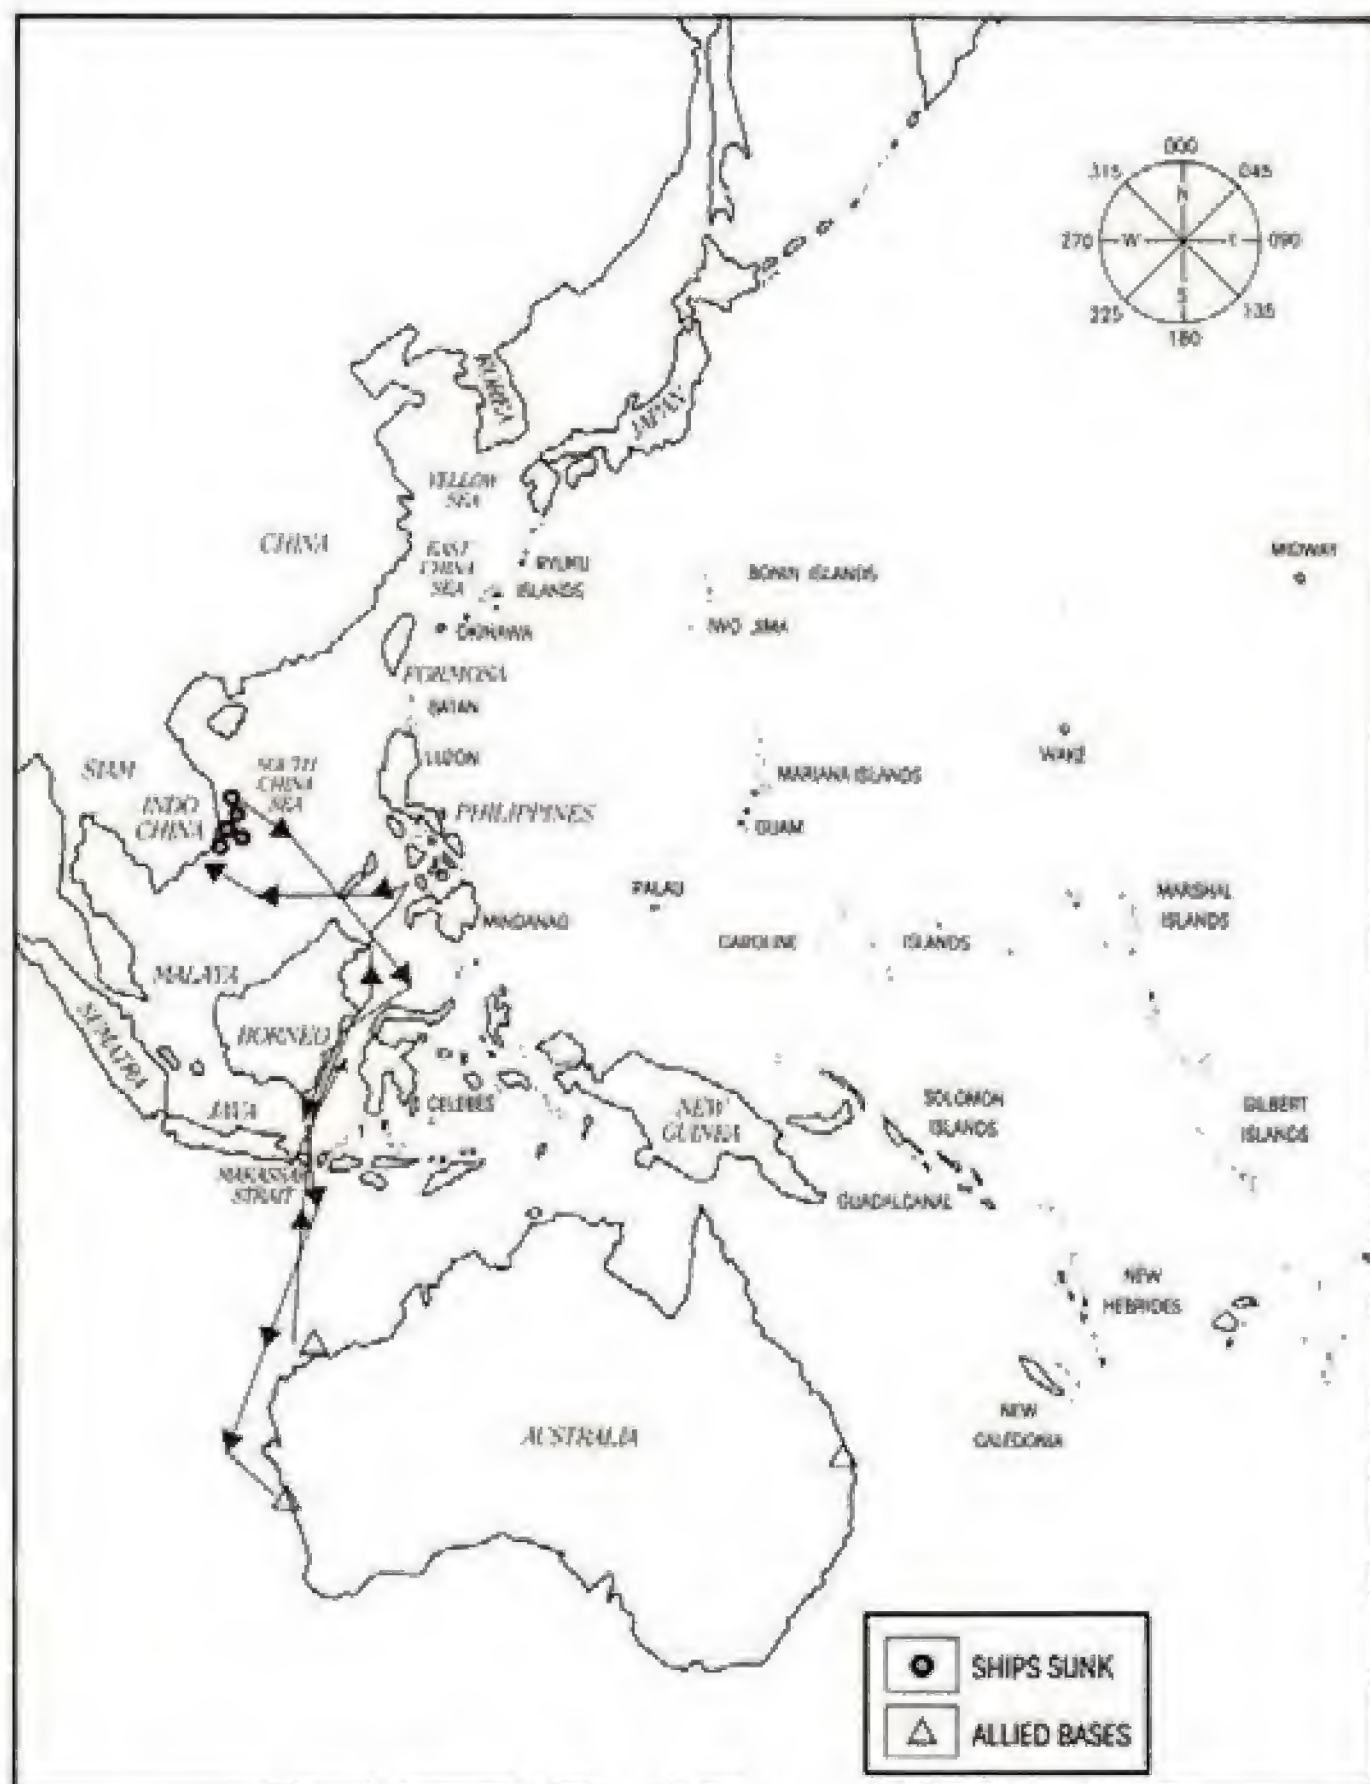 000
315
045
N
270
W
E
090
S
225
135
180
KOREA
JAPAN
YELLOW
SEA
CHINA
EAST
CHINA
SEA
RYUKU
ISLANDS
BONIN ISLANDS
MIDWAY
OKINAWA
IWO JIMA
FORMOSA
BATAN
SIAM
SOUTH
CHINA
SEA
LUZON
WAKE
MARIANA ISLANDS
INDO
CHINA
PHILIPPINES
GUAM
PALAU
MARSHAL
ISLANDS
MINDANAO
CAROLINE
ISLANDS
MALAYA
SUMATRA
BORNEO
JAVA
CELEBES
NEW
GUINEA
SOLOMON
ISLANDS
GILBERT
ISLANDS
MAKASSAR
STRAIT
GUADALCANAL
NEW
HEBRIDES
NEW
CALEDONIA
AUSTRALIA
SHIPS SUNK
ALLIED BASES